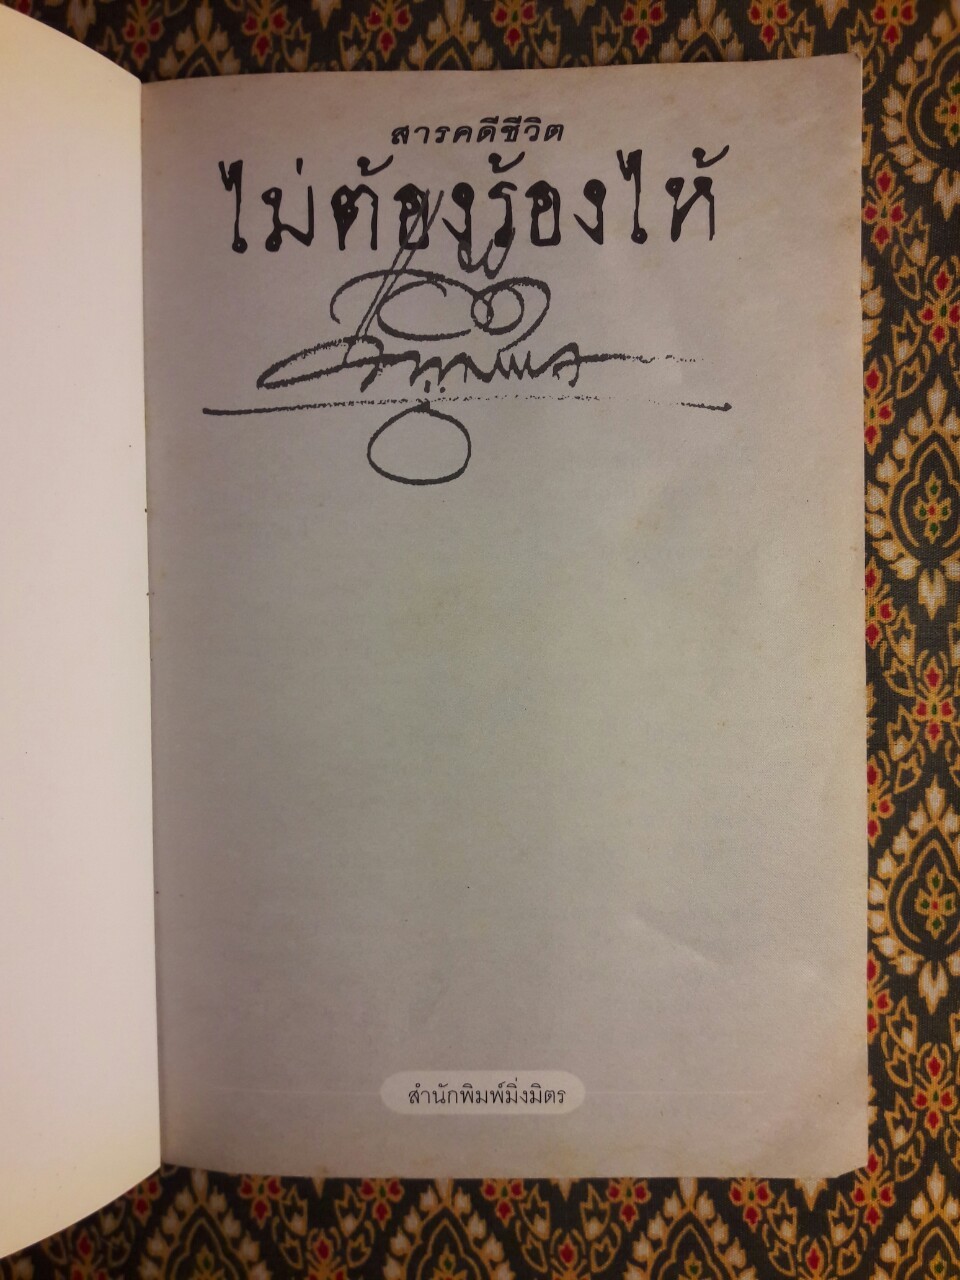 สารคดีชีวิต
ไม่ต้องร้องไห้
สำนักพิมพ์มิ่งมิตร